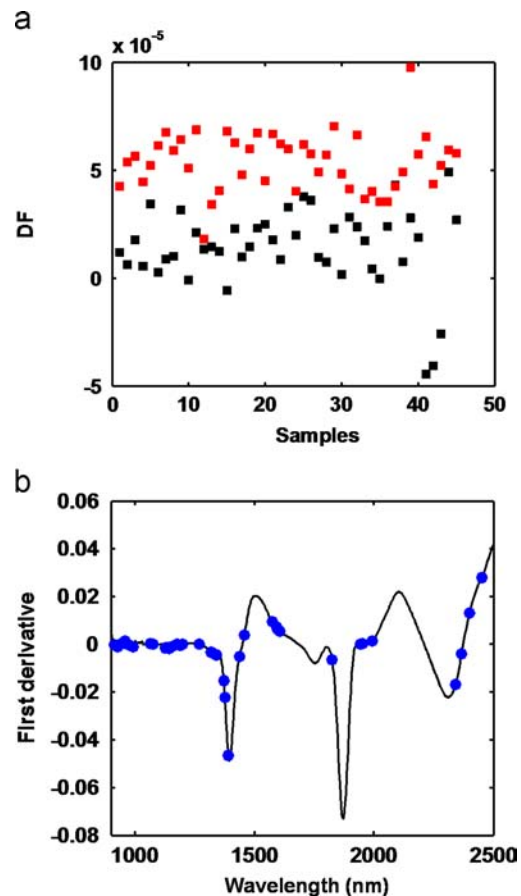 a
x 10⁻⁵
10
5
0
-5
DF
0 10 20 30 40 50
Samples
b
0.06
0.04
0.02
0
-0.02
-0.04
-0.06
-0.08
First derivative
1000 1500 2000 2500
Wavelength (nm)